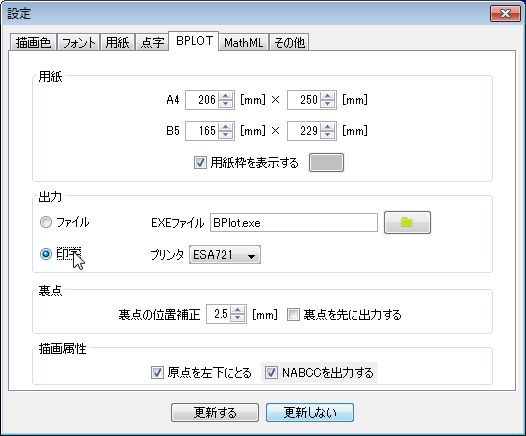 設定
描画色 フォント 用紙 点字 BPLOT MathML その他
用紙
A4 206 [mm] × 250 [mm]
B5 165 [mm] × 229 [mm]
用紙枠を表示する
出力
ファイル EXEファイル BPlot.exe
プリンタ ESA721
裏点
裏点の位置補正 2.5 [mm] 裏点を先に出力する
描画属性
原点を左下にとる NABCCを出力する
更新する 更新しない